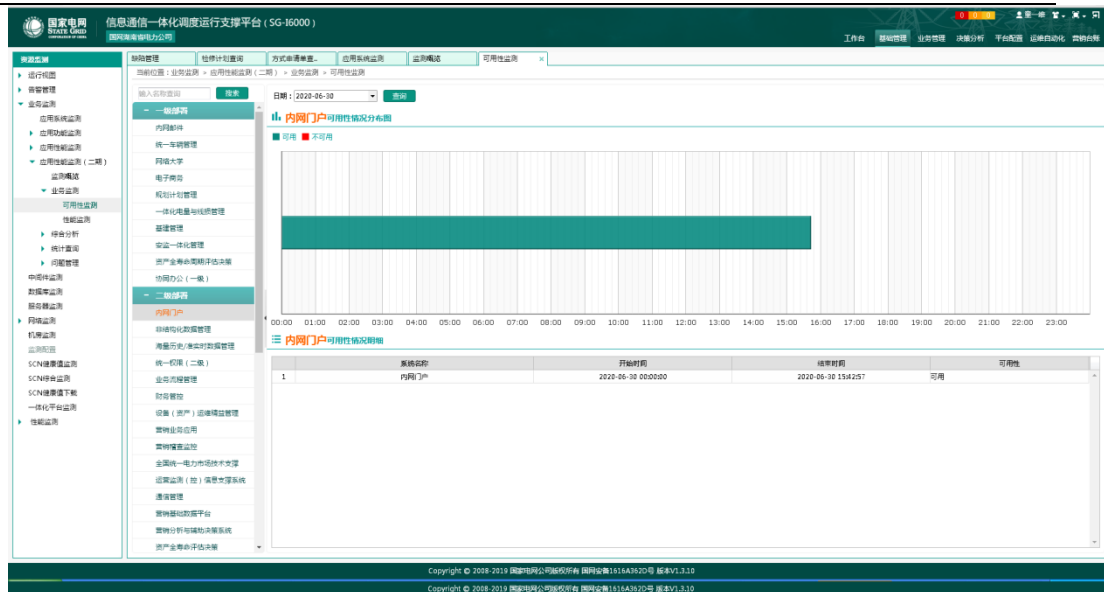 国家电网
STATE GRID
信息通信一体化调度运行支撑平台（SG-I6000）
国网湖南省电力公司
0 0 0
工作台 基础管理 业务管理 决策分析 平台配置 运维自动化 营销台账
资源监测
运行视图
告警管理
业务监测
应用系统监测
应用功能监测
应用性能监测
应用性能监测（二期）
监测概览
业务监测
可用性监测
性能监测
综合分析
统计查询
问题管理
中间件监测
数据库监测
服务器监测
网络监测
机房监测
监测配置
SCN健康值监测
SCN综合监测
SCN健康值下载
一体化平台监测
性能监测
缺陷管理 检修计划查询 方式申请单查... 应用系统监测 监测概览 可用性监测 ×
当前位置：业务监测 > 应用性能监测（二期） > 业务监测 > 可用性监测
输入名称查询 搜索
- 一级部署
内网邮件
统一车辆管理
网络大学
电子商务
规划计划管理
一体化电量与线损管理
基建管理
安监一体化管理
资产全寿命周期评估决策
协同办公（一级）
- 二级部署
内网门户
非结构化数据管理
海量历史/准实时数据管理
统一权限（二级）
业务流程管理
财务管控
设备（资产）运维精益管理
营销业务应用
营销稽查监控
全国统一电力市场技术支撑
运营监测（控）信息支撑系统
通信管理
营销基础数据平台
营销分析与辅助决策系统
资产全寿命评估决策
日期：2020-06-30 查询
内网门户可用性情况分布图
可用 不可用
00:00 01:00 02:00 03:00 04:00 05:00 06:00 07:00 08:00 09:00 10:00 11:00 12:00 13:00 14:00 15:00 16:00 17:00 18:00 19:00 20:00 21:00 22:00 23:00
内网门户可用性情况明细
系统名称 开始时间 结束时间 可用性
1 内网门户 2020-06-30 00:00:00 2020-06-30 15:42:57 可用
Copyright © 2008-2019 国家电网公司版权所有 国网安备1616A362D号 版本V1.3.10
Copyright © 2008-2019 国家电网公司版权所有 国网安备1616A362D号 版本V1.3.10